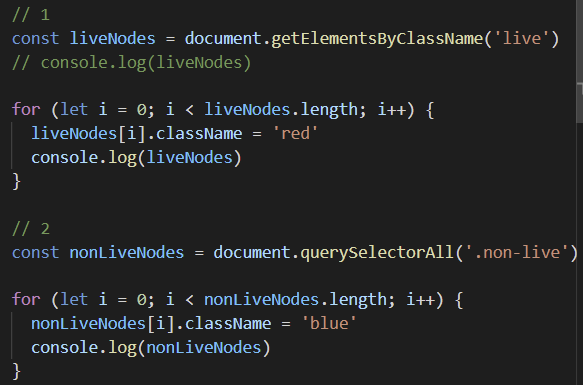 // 1
const liveNodes = document.getElementsByClassName('live')
// console.log(liveNodes)
for (let i = 0; i < liveNodes.length; i++) {
  liveNodes[i].className = 'red'
  console.log(liveNodes)
}
// 2
const nonLiveNodes = document.querySelectorAll('.non-live')
for (let i = 0; i < nonLiveNodes.length; i++) {
  nonLiveNodes[i].className = 'blue'
  console.log(nonLiveNodes)
}